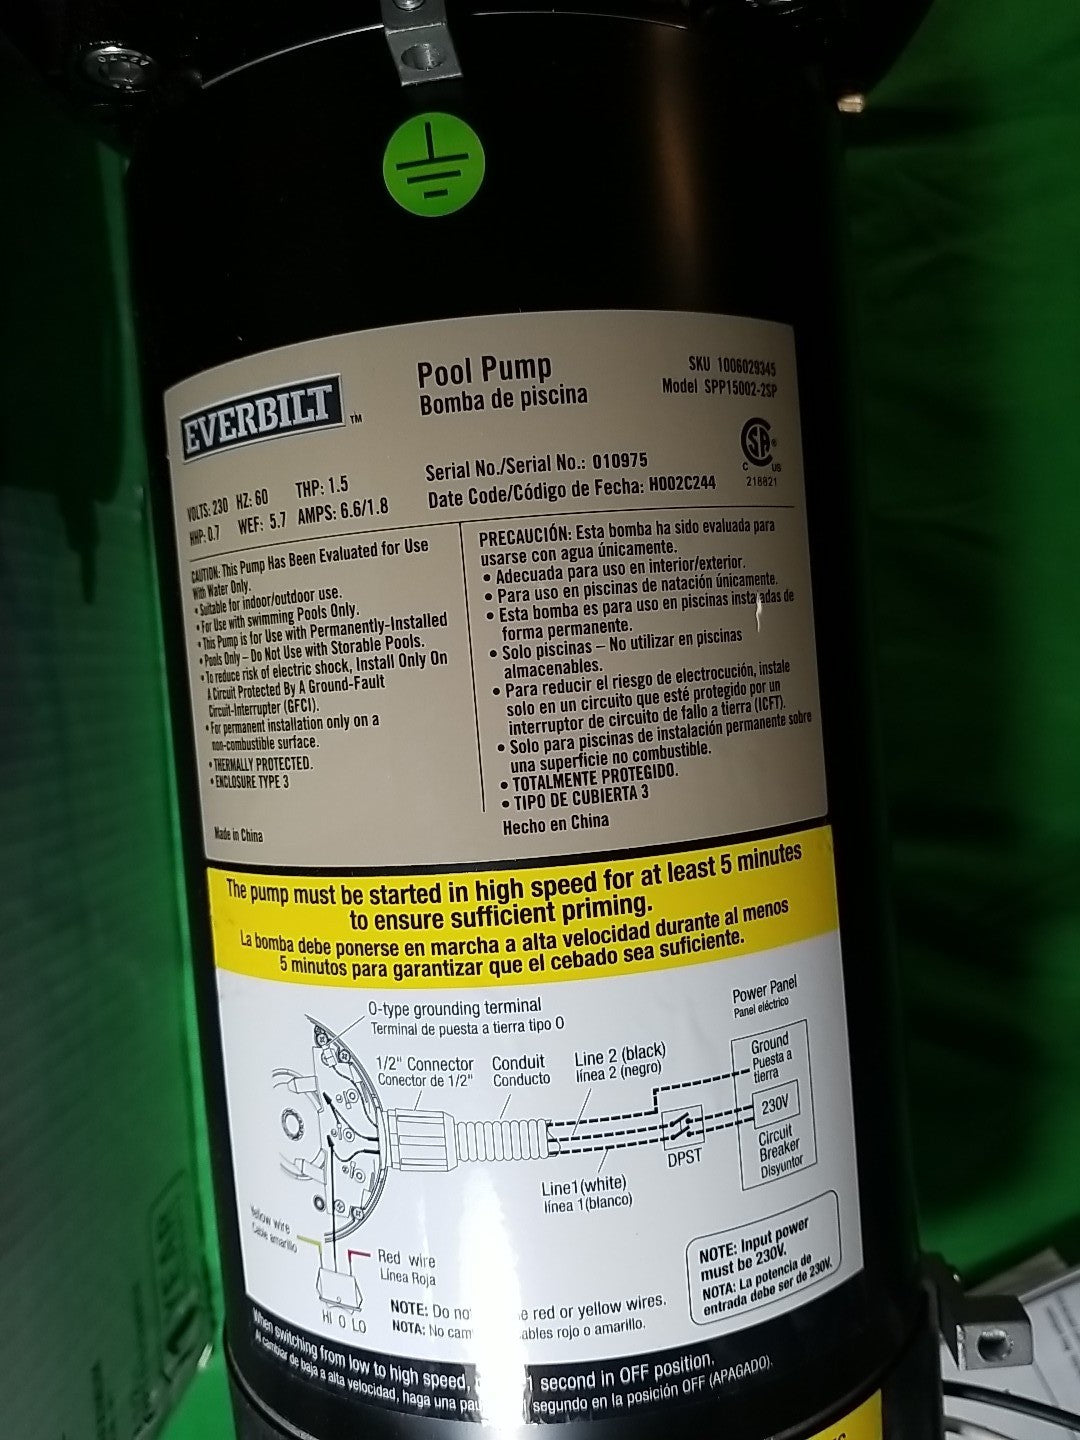 EVERBILT™
Pool Pump
Bomba de piscina
SKU 1006029345
Model SPP15002-2SP
VOLTS: 230 HZ: 60 THP: 1.5
HHP: 0.7 WEF: 5.7 AMPS: 6.6/1.8
Serial No./Serial No.: 010975
Date Code/Código de Fecha: H002C244
SA®
C US
218821
CAUTION: This Pump Has Been Evaluated for Use
With Water Only.
• Suitable for indoor/outdoor use.
• For Use with swimming Pools Only.
• This Pump is for Use with Permanently-Installed
• Pools Only – Do Not Use with Storable Pools.
• To reduce risk of electric shock, Install Only On
A Circuit Protected By A Ground-Fault
Circuit-Interrupter (GFCI).
• For permanent installation only on a
non-combustible surface.
• THERMALLY PROTECTED.
• ENCLOSURE TYPE 3
Made in China
PRECAUCIÓN: Esta bomba ha sido evaluada para
usarse con agua únicamente.
• Adecuada para uso en interior/exterior.
• Para uso en piscinas de natación únicamente.
• Esta bomba es para uso en piscinas instaladas de
forma permanente.
• Solo piscinas – No utilizar en piscinas
almacenables.
• Para reducir el riesgo de electrocución, instale
solo en un circuito que esté protegido por un
interruptor de circuito de fallo a tierra (ICFT).
• Solo para piscinas de instalación permanente sobre
una superficie no combustible.
• TOTALMENTE PROTEGIDO.
• TIPO DE CUBIERTA 3
Hecho en China
The pump must be started in high speed for at least 5 minutes
to ensure sufficient priming.
La bomba debe ponerse en marcha a alta velocidad durante al menos
5 minutos para garantizar que el cebado sea suficiente.
O-type grounding terminal
Terminal de puesta a tierra tipo O
1/2" Connector
Conector de 1/2"
Conduit
Conducto
Line 2 (black)
línea 2 (negro)
Power Panel
Panel eléctrico
Ground
Puesta a
tierra
230V
Circuit
Breaker
Disyuntor
DPST
Line1 (white)
línea 1(blanco)
Yellow wire
Cable amarillo
Red wire
Línea Roja
HI O LO
NOTE: Input power
must be 230V.
NOTA: La potencia de
entrada debe ser de 230V.
NOTE: Do no e red or yellow wires.
NOTA: No cam ables rojo o amarillo.
When switching from low to high speed, 1 second in OFF position.
Al cambiar de baja a alta velocidad, haga una pau segundo en la posición OFF (APAGADO).